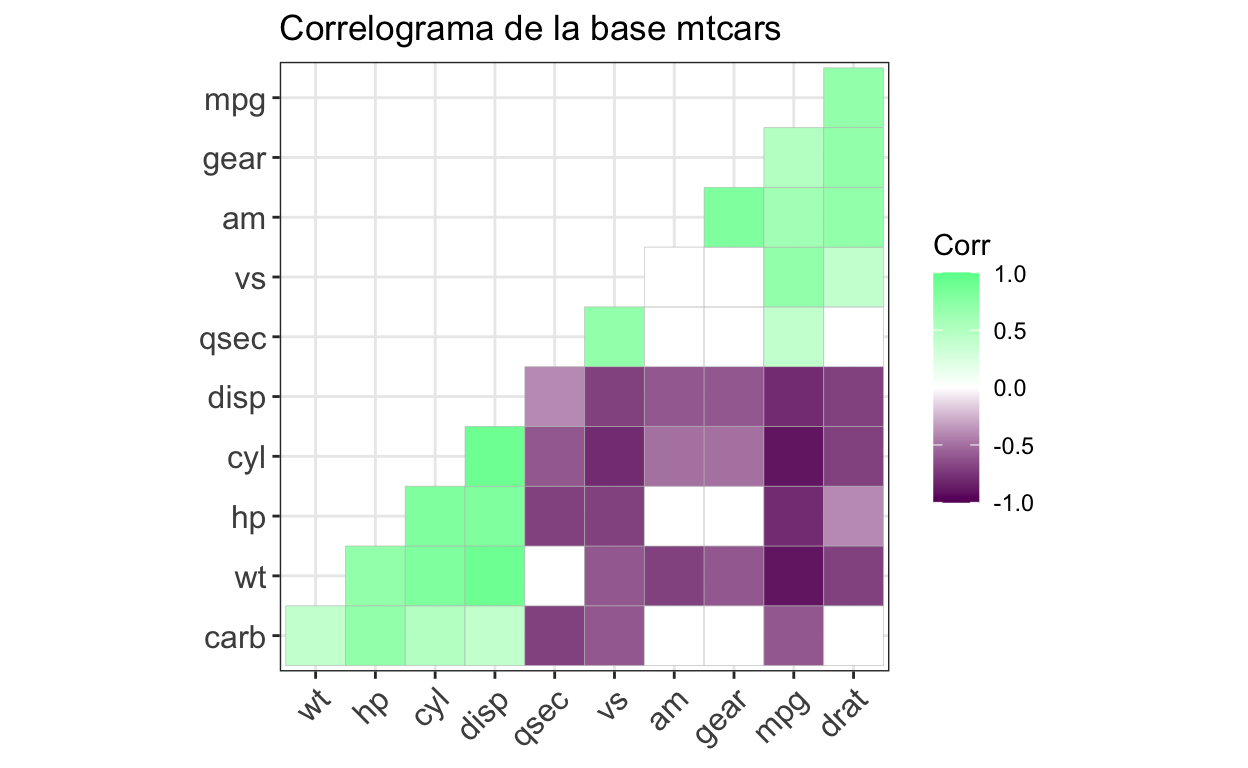 Correlograma de la base mtcars
mpg
gear
am
vs
qsec
disp
cyl
hp
wt
carb
wt
hp
cyl
disp
qsec
vs
am
gear
mpg
drat
Corr
1.0
0.5
0.0
-0.5
-1.0